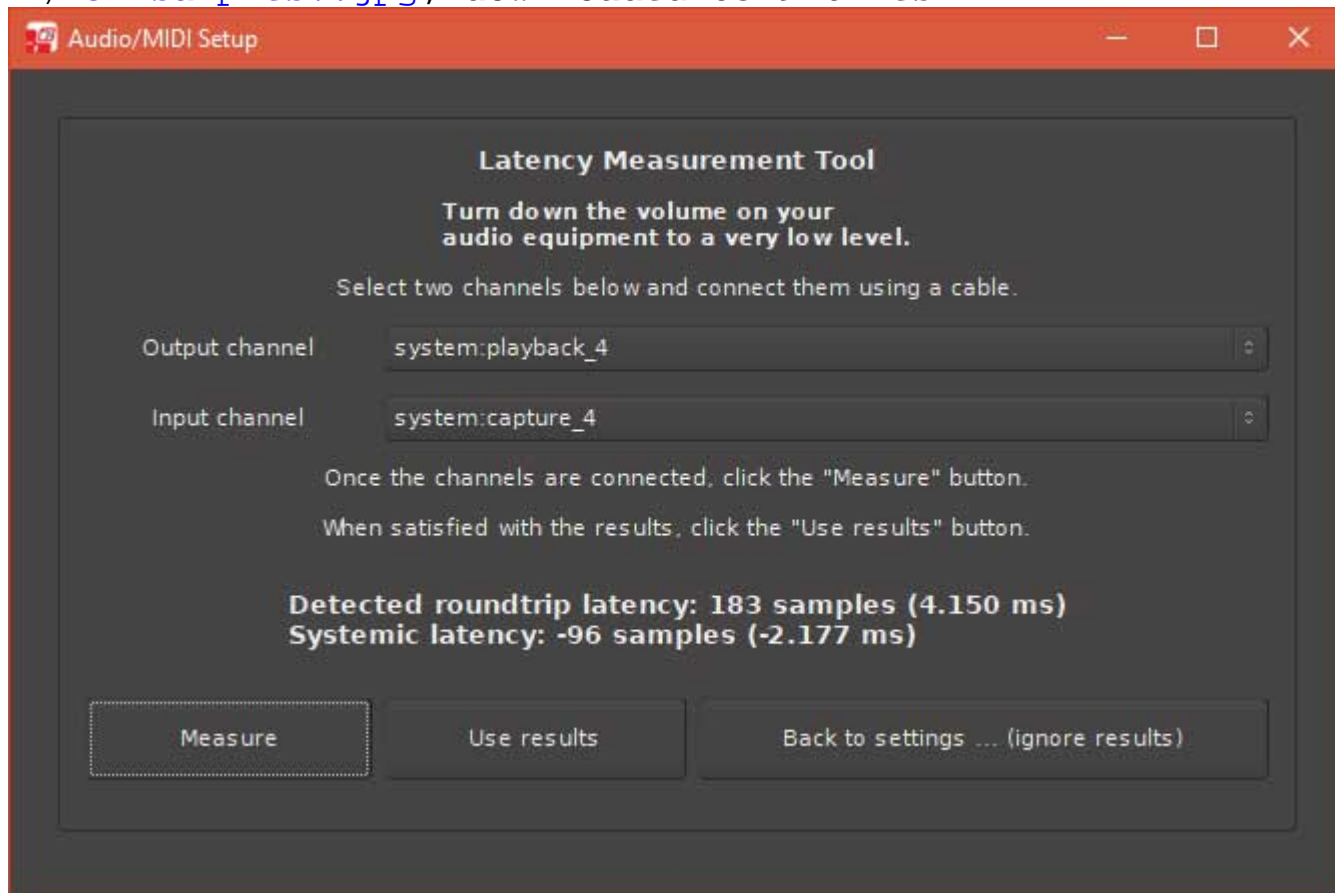 Audio/MIDI Setup
Latency Measurement Tool
Turn down the volume on your
audio equipment to a very low level.
Select two channels below and connect them using a cable.
Output channel system:playback_4
Input channel system:capture_4
Once the channels are connected, click the "Measure" button.
When satisfied with the results, click the "Use results" button.
Detected roundtrip latency: 183 samples (4.150 ms)
Systemic latency: -96 samples (-2.177 ms)
Measure Use results Back to settings ... (ignore results)